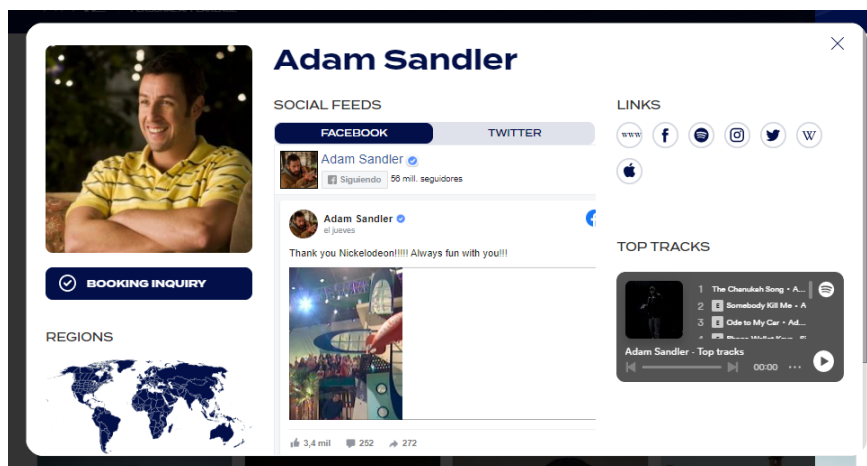 Adam Sandler
SOCIAL FEEDS
FACEBOOK
TWITTER
Adam Sandler
Siguiendo
56 mill. seguidores
Adam Sandler
el jueves
Thank you Nickelodeon!!!!! Always fun with you!!!
3,4 mil
252
272
BOOKING INQUIRY
REGIONS
LINKS
www
W
TOP TRACKS
1 The Chanukah Song • A...
2 E Somebody Kill Me • A
3 E Ode to My Car • Ad...
Adam Sandler - Top tracks
00:00